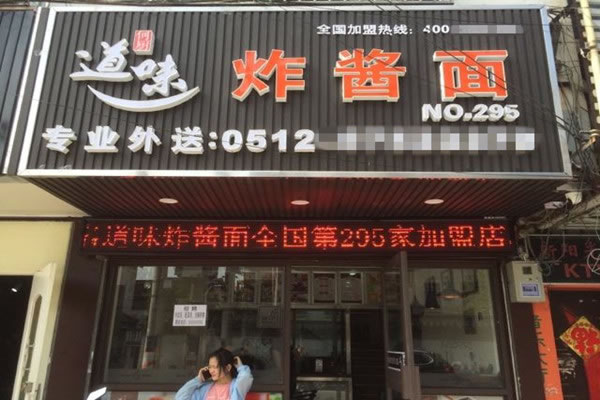 全国加盟热线:400
道味
炸酱面
NO.295
专业外送:0512
道味炸酱面全国第295家加盟店